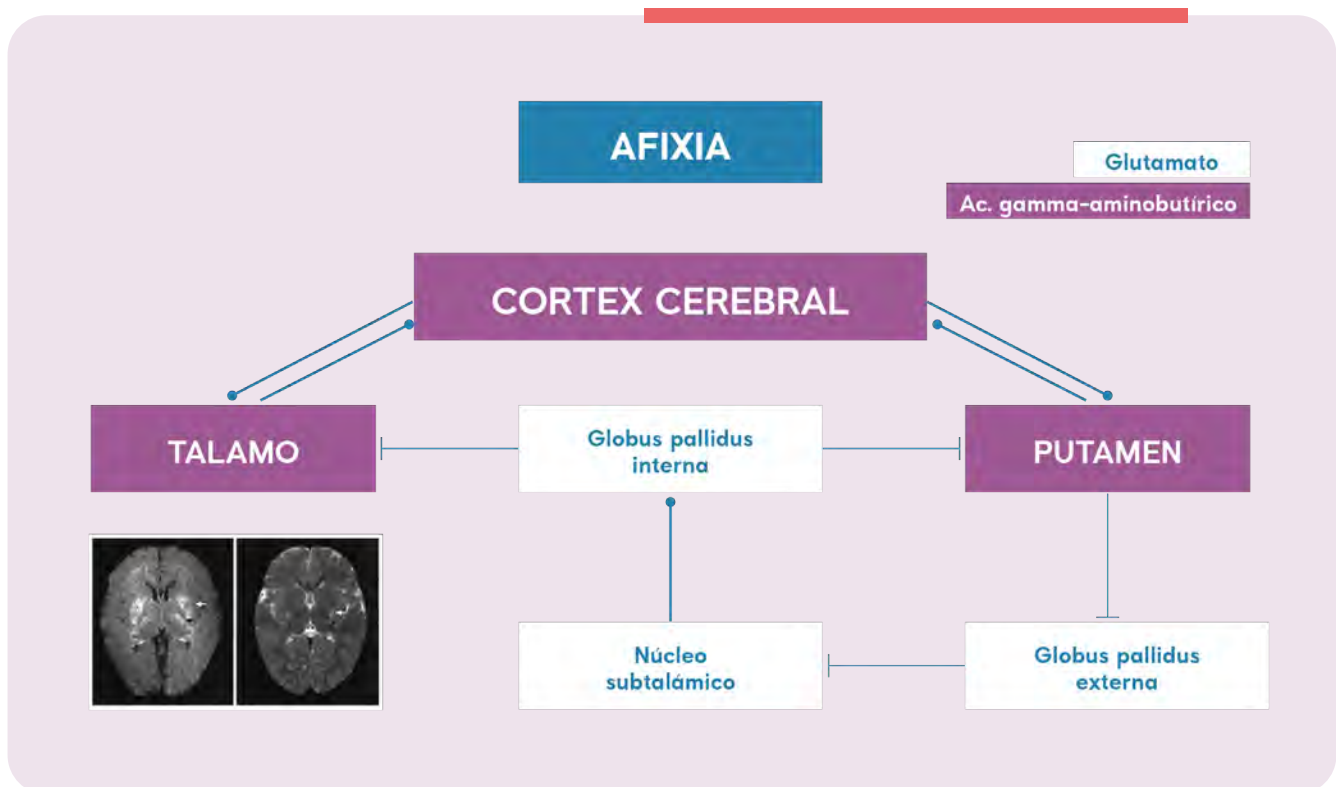 AFIXIA
Glutamato
Ac. gamma-aminobutírico
CORTEX CEREBRAL
TALAMO
Globus pallidus
interna
PUTAMEN
Núcleo
subtalámico
Globus pallidus
externa